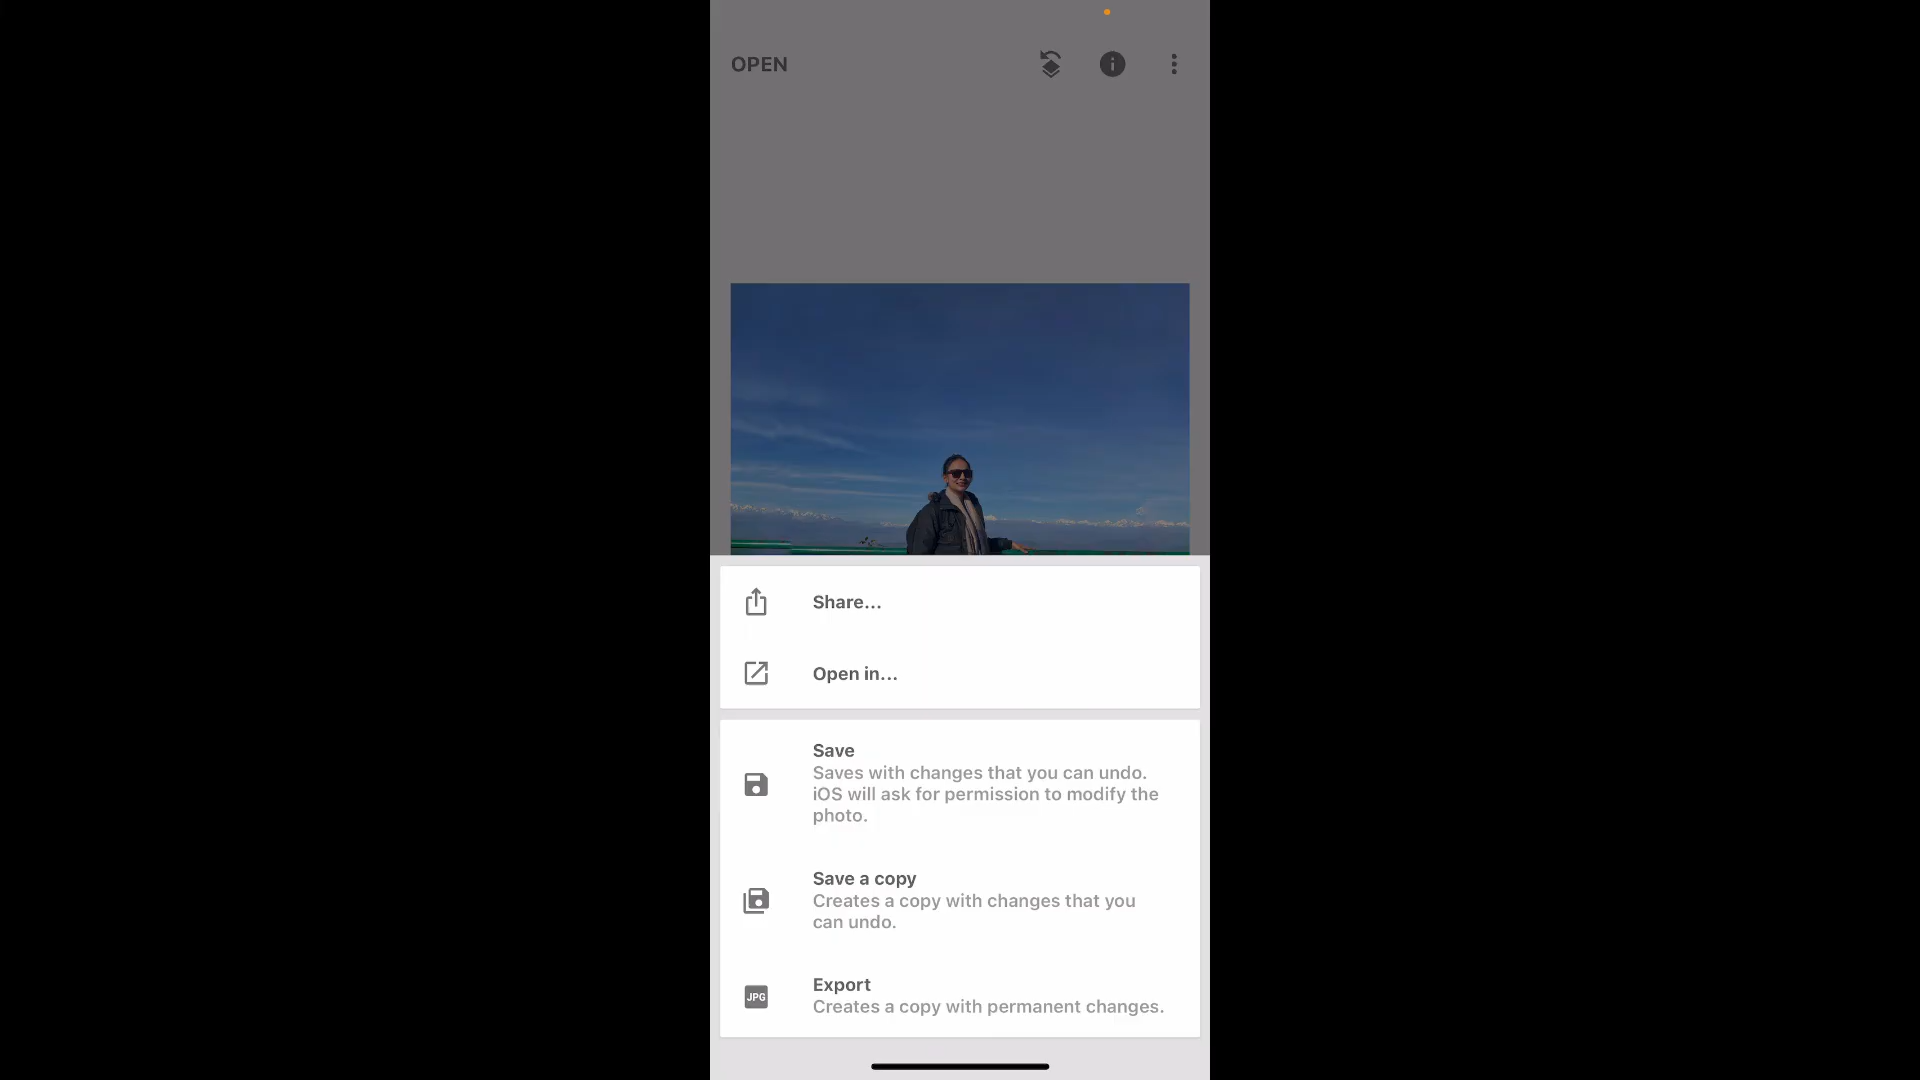 OPEN
Share...
Open in...
Save
Saves with changes that you can undo.
iOS will ask for permission to modify the
photo.
Save a copy
Creates a copy with changes that you
can undo.
JPG
Export
Creates a copy with permanent changes.